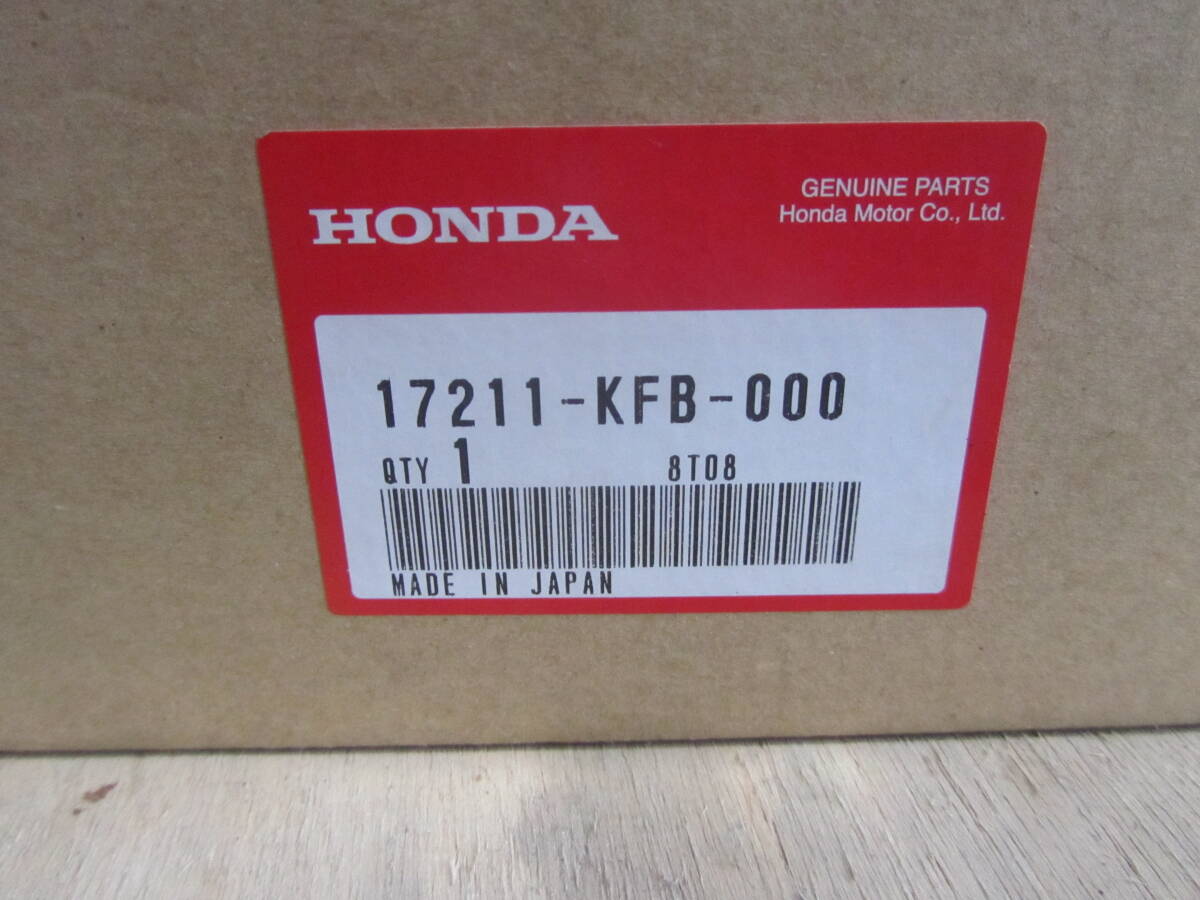 HONDA
GENUINE PARTS
Honda Motor Co., Ltd.
17211-KFB-000
QTY 1 8T08
MADE IN JAPAN